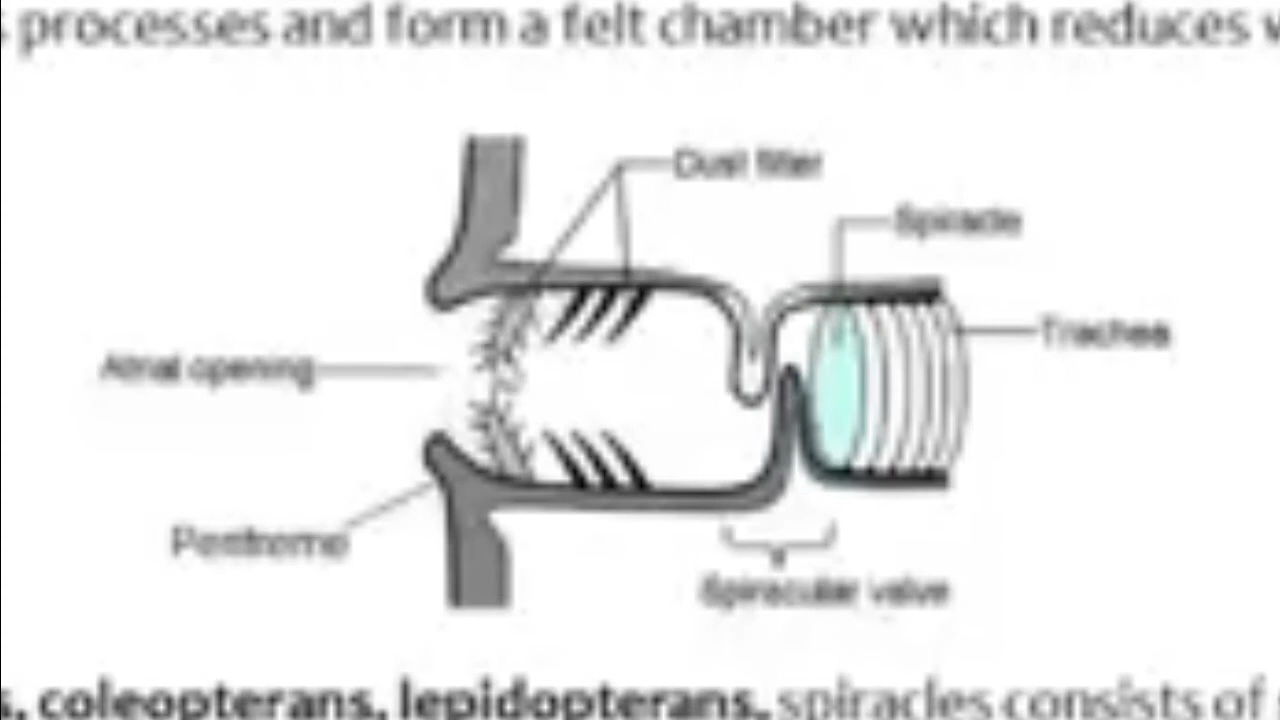 s processes and form a felt chamber which reduces w
Dust filter
Spiracle
Trachea
Atrial opening
Peritreme
Spiracular valve
s, coleopterans, lepidopterans, spiracles consists of